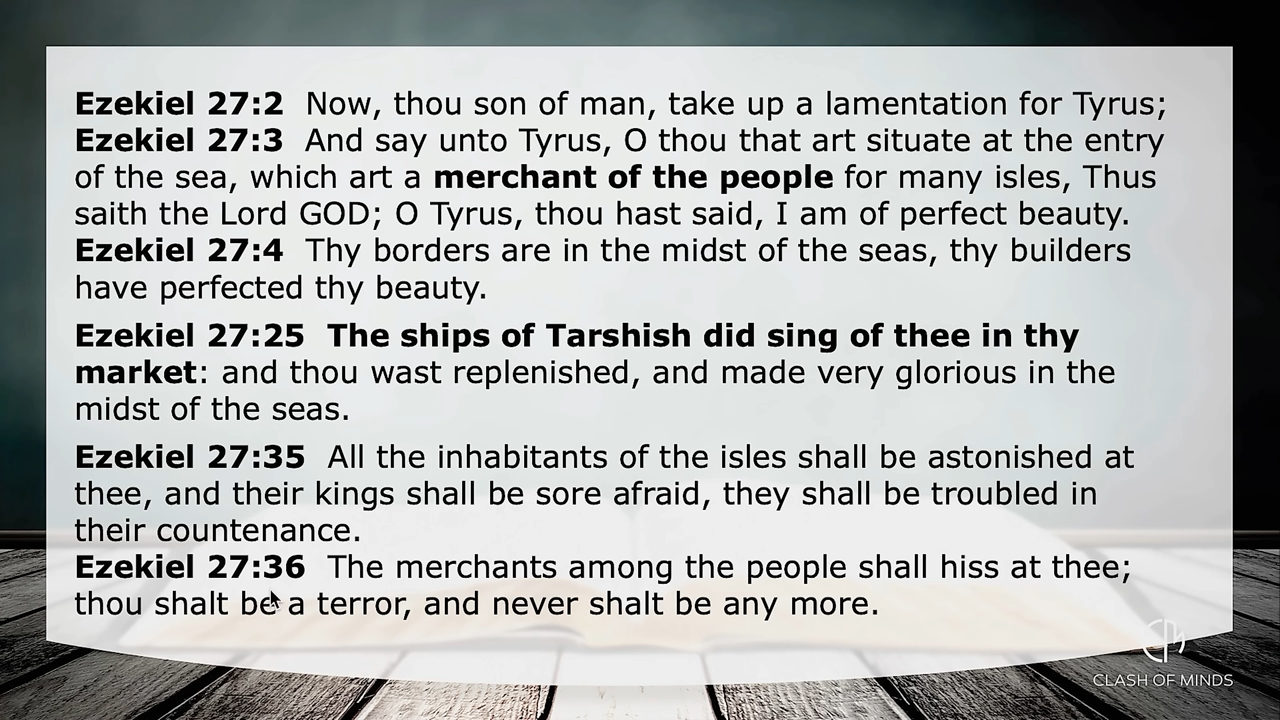 Ezekiel 27:2 Now, thou son of man, take up a lamentation for Tyrus;
Ezekiel 27:3 And say unto Tyrus, O thou that art situate at the entry
of the sea, which art a merchant of the people for many isles, Thus
saith the Lord GOD; O Tyrus, thou hast said, I am of perfect beauty.
Ezekiel 27:4 Thy borders are in the midst of the seas, thy builders
have perfected thy beauty.
Ezekiel 27:25 The ships of Tarshish did sing of thee in thy
market: and thou wast replenished, and made very glorious in the
midst of the seas.
Ezekiel 27:35 All the inhabitants of the isles shall be astonished at
thee, and their kings shall be sore afraid, they shall be troubled in
their countenance.
Ezekiel 27:36 The merchants among the people shall hiss at thee;
thou shalt be a terror, and never shalt be any more.
CLASH OF MINDS